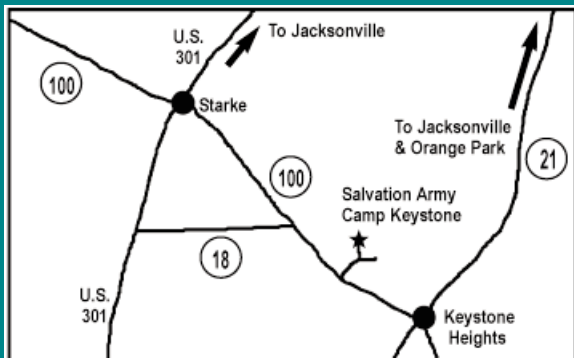 U.S.
301
To Jacksonville
100
Starke
To Jacksonville
& Orange Park
21
100
Salvation Army
Camp Keystone
18
U.S.
301
Keystone
Heights